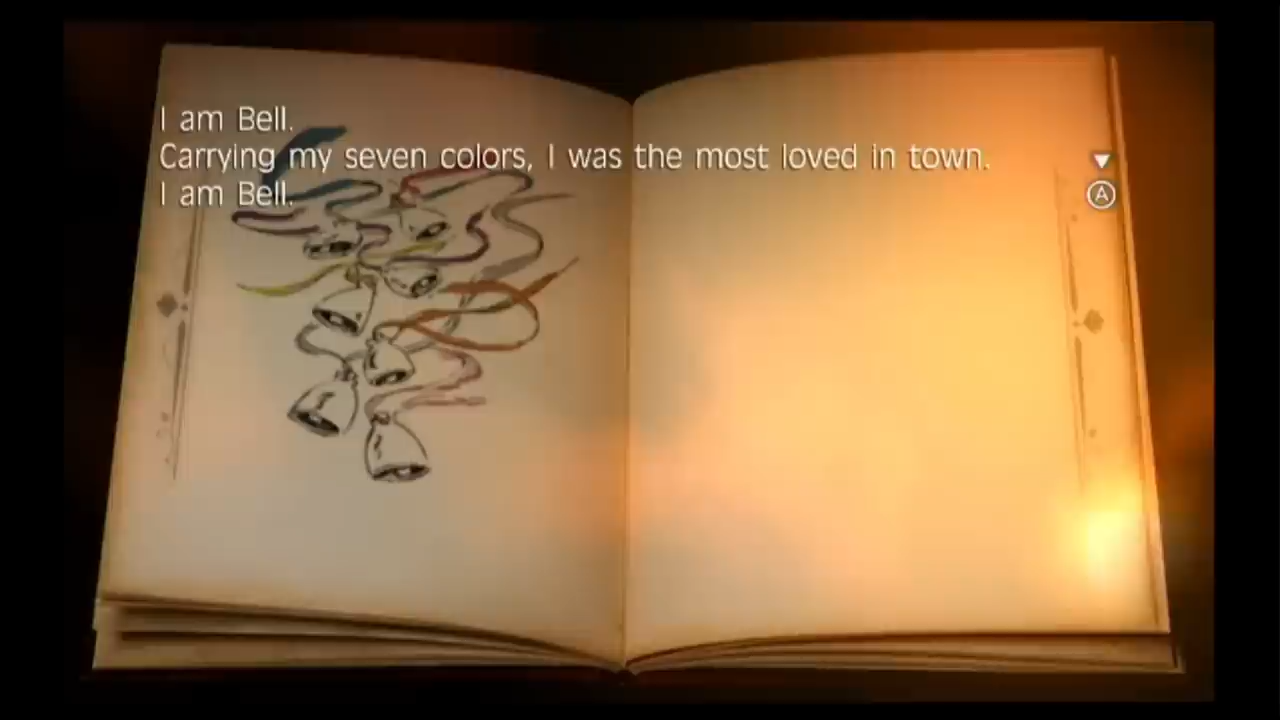 I am Bell.
Carrying my seven colors, I was the most loved in town.
I am Bell.
A